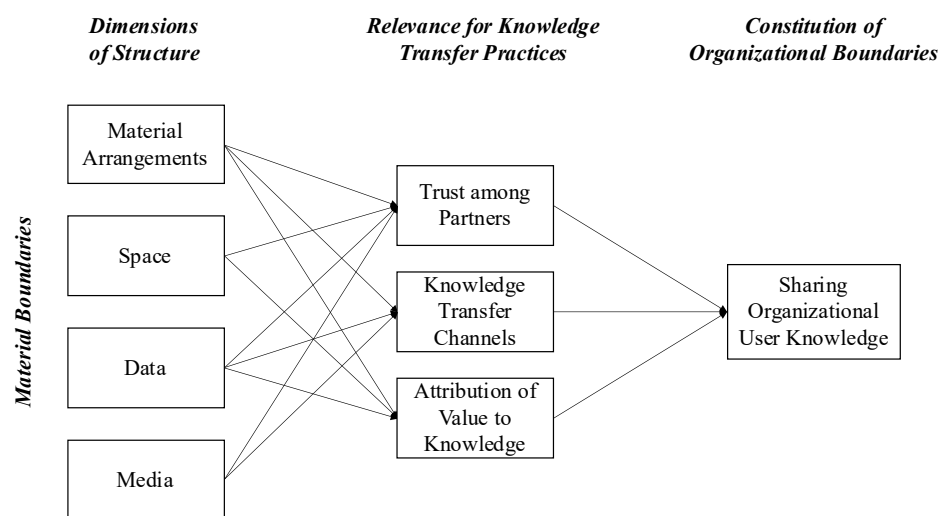 Dimensions
of Structure
Relevance for Knowledge
Transfer Practices
Constitution of
Organizational Boundaries
Material Boundaries
Material
Arrangements
Space
Data
Media
Trust among
Partners
Knowledge
Transfer
Channels
Attribution of
Value to
Knowledge
Sharing
Organizational
User Knowledge